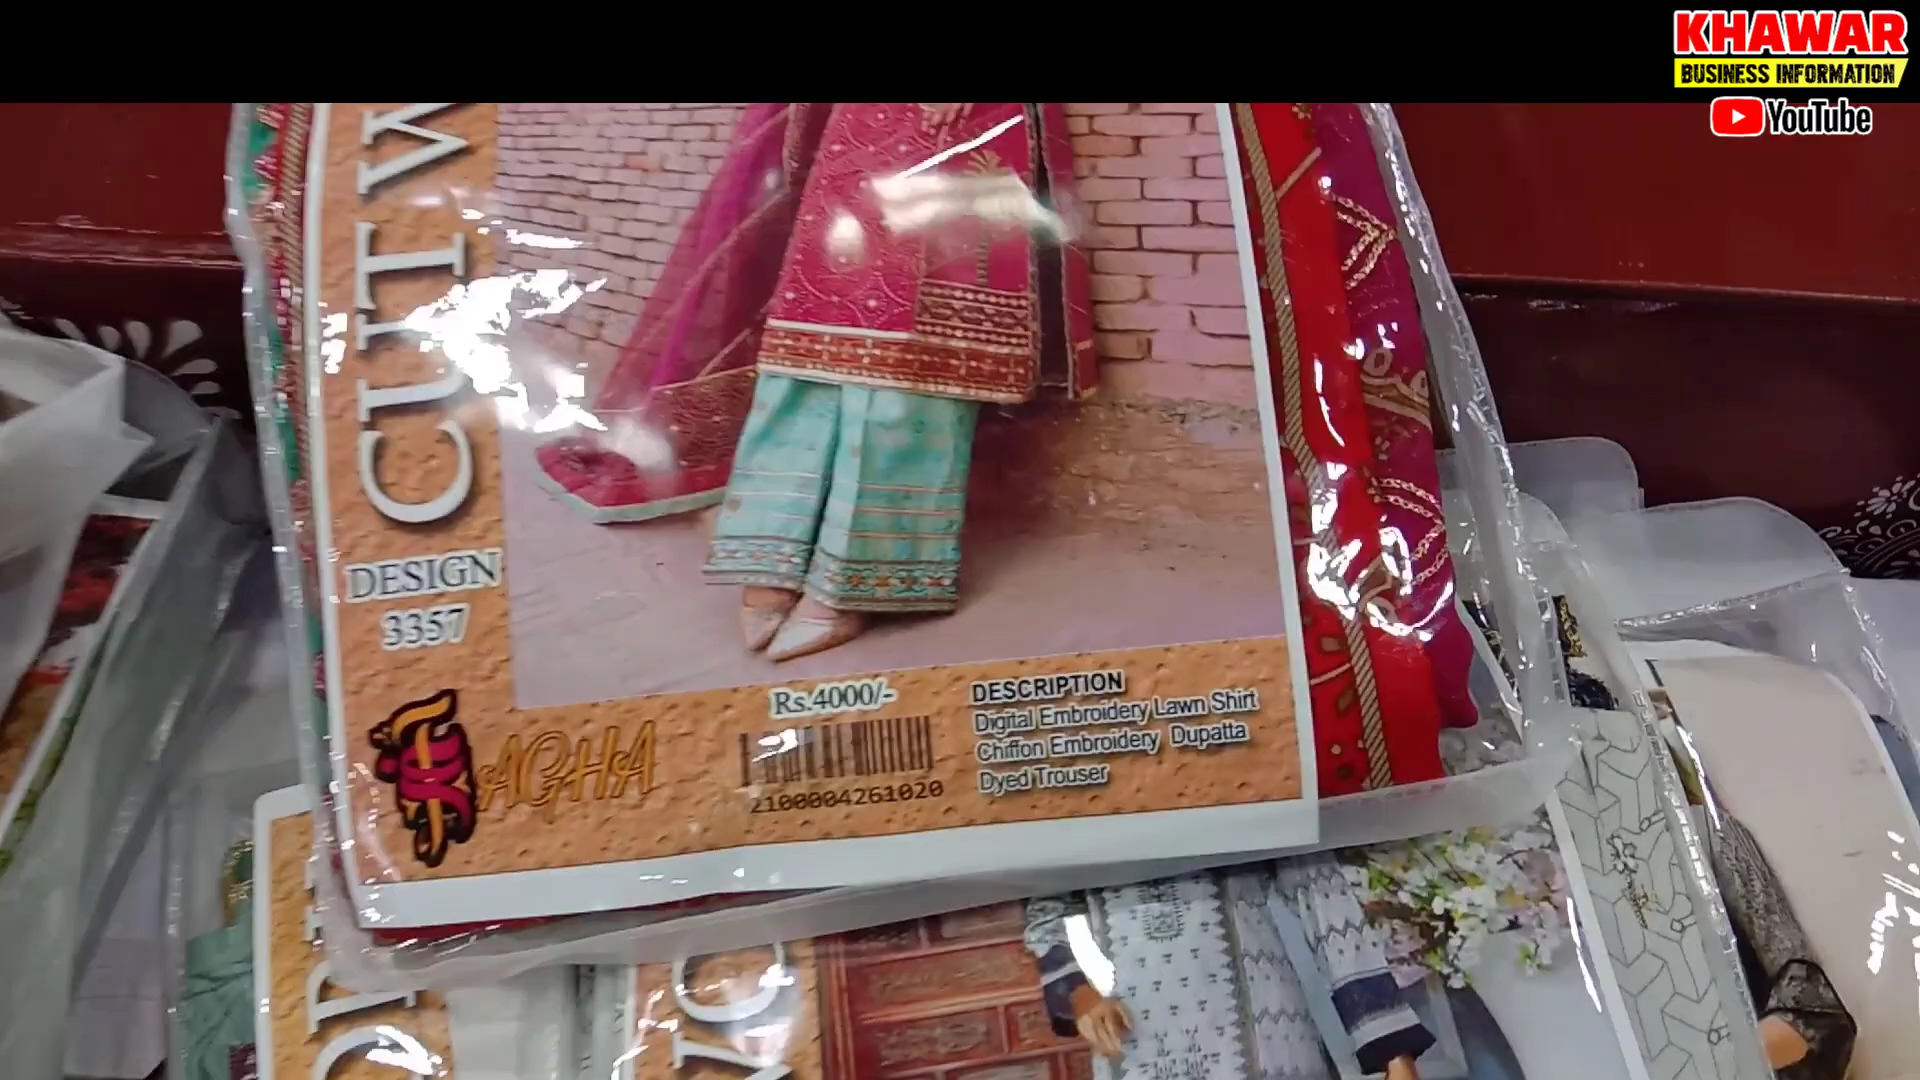 KHAWAR
BUSINESS INFORMATION
YouTube
CUT W
DESIGN
3357
AGHA
Rs.4000/-
2100004261020
DESCRIPTION
Digital Embroidery Lawn Shirt
Chiffon Embroidery Dupatta
Dyed Trouser